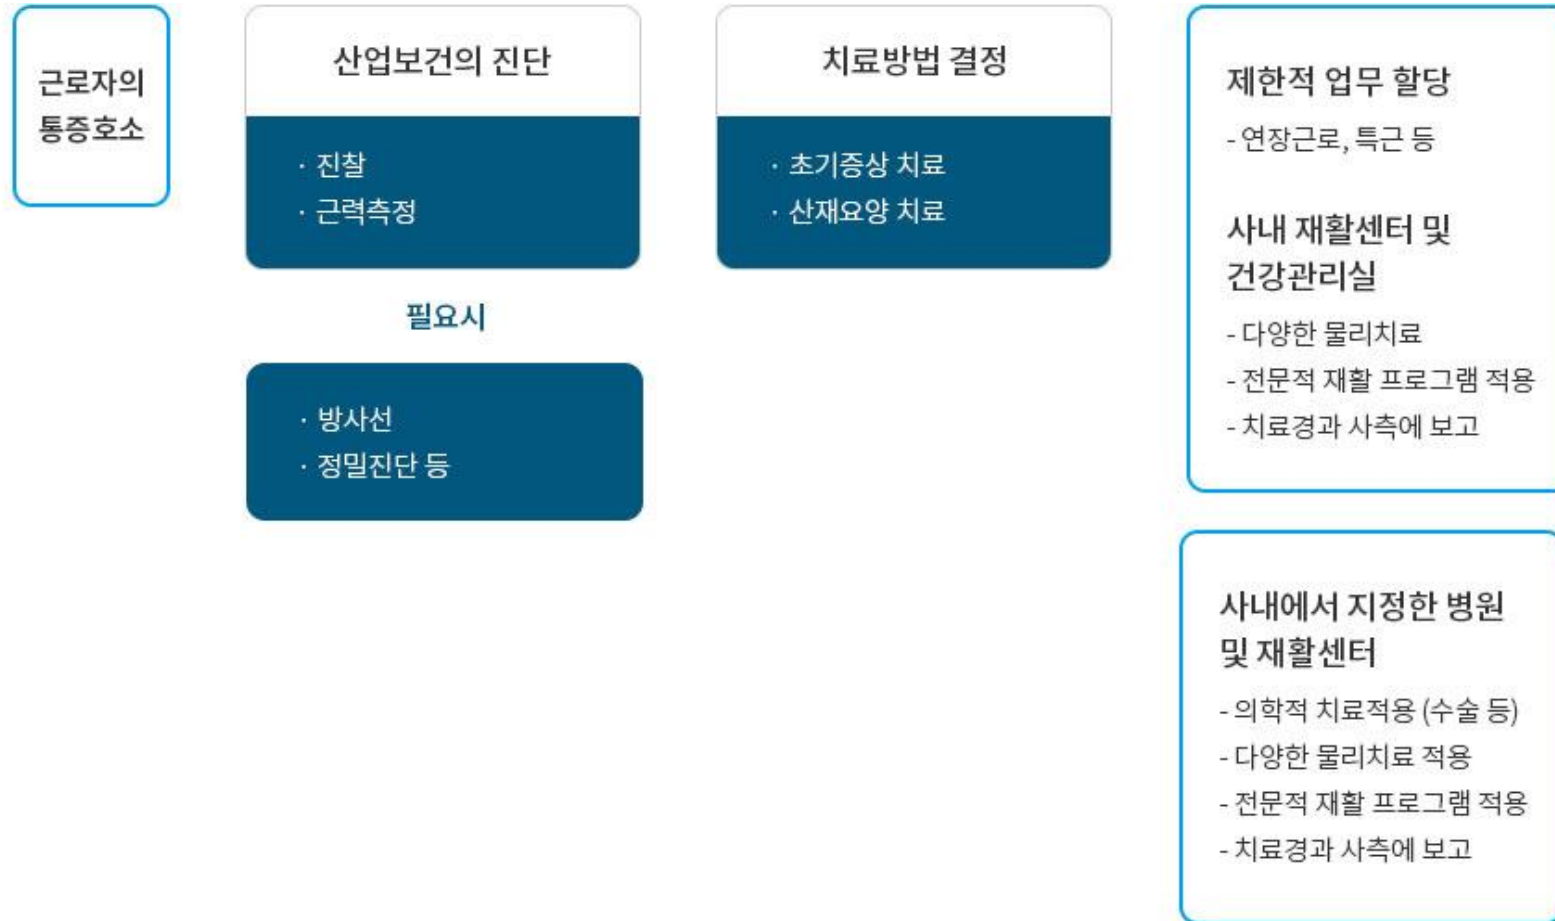 근로자의
통증호소
산업보건의 진단
· 진찰
· 근력측정
필요시
· 방사선
· 정밀진단 등
치료방법 결정
· 초기증상 치료
· 산재요양 치료
제한적 업무 할당
- 연장근로, 특근 등
사내 재활센터 및
건강관리실
- 다양한 물리치료
- 전문적 재활 프로그램 적용
- 치료경과 사측에 보고
사내에서 지정한 병원
및 재활센터
- 의학적 치료적용 (수술 등)
- 다양한 물리치료 적용
- 전문적 재활 프로그램 적용
- 치료경과 사측에 보고